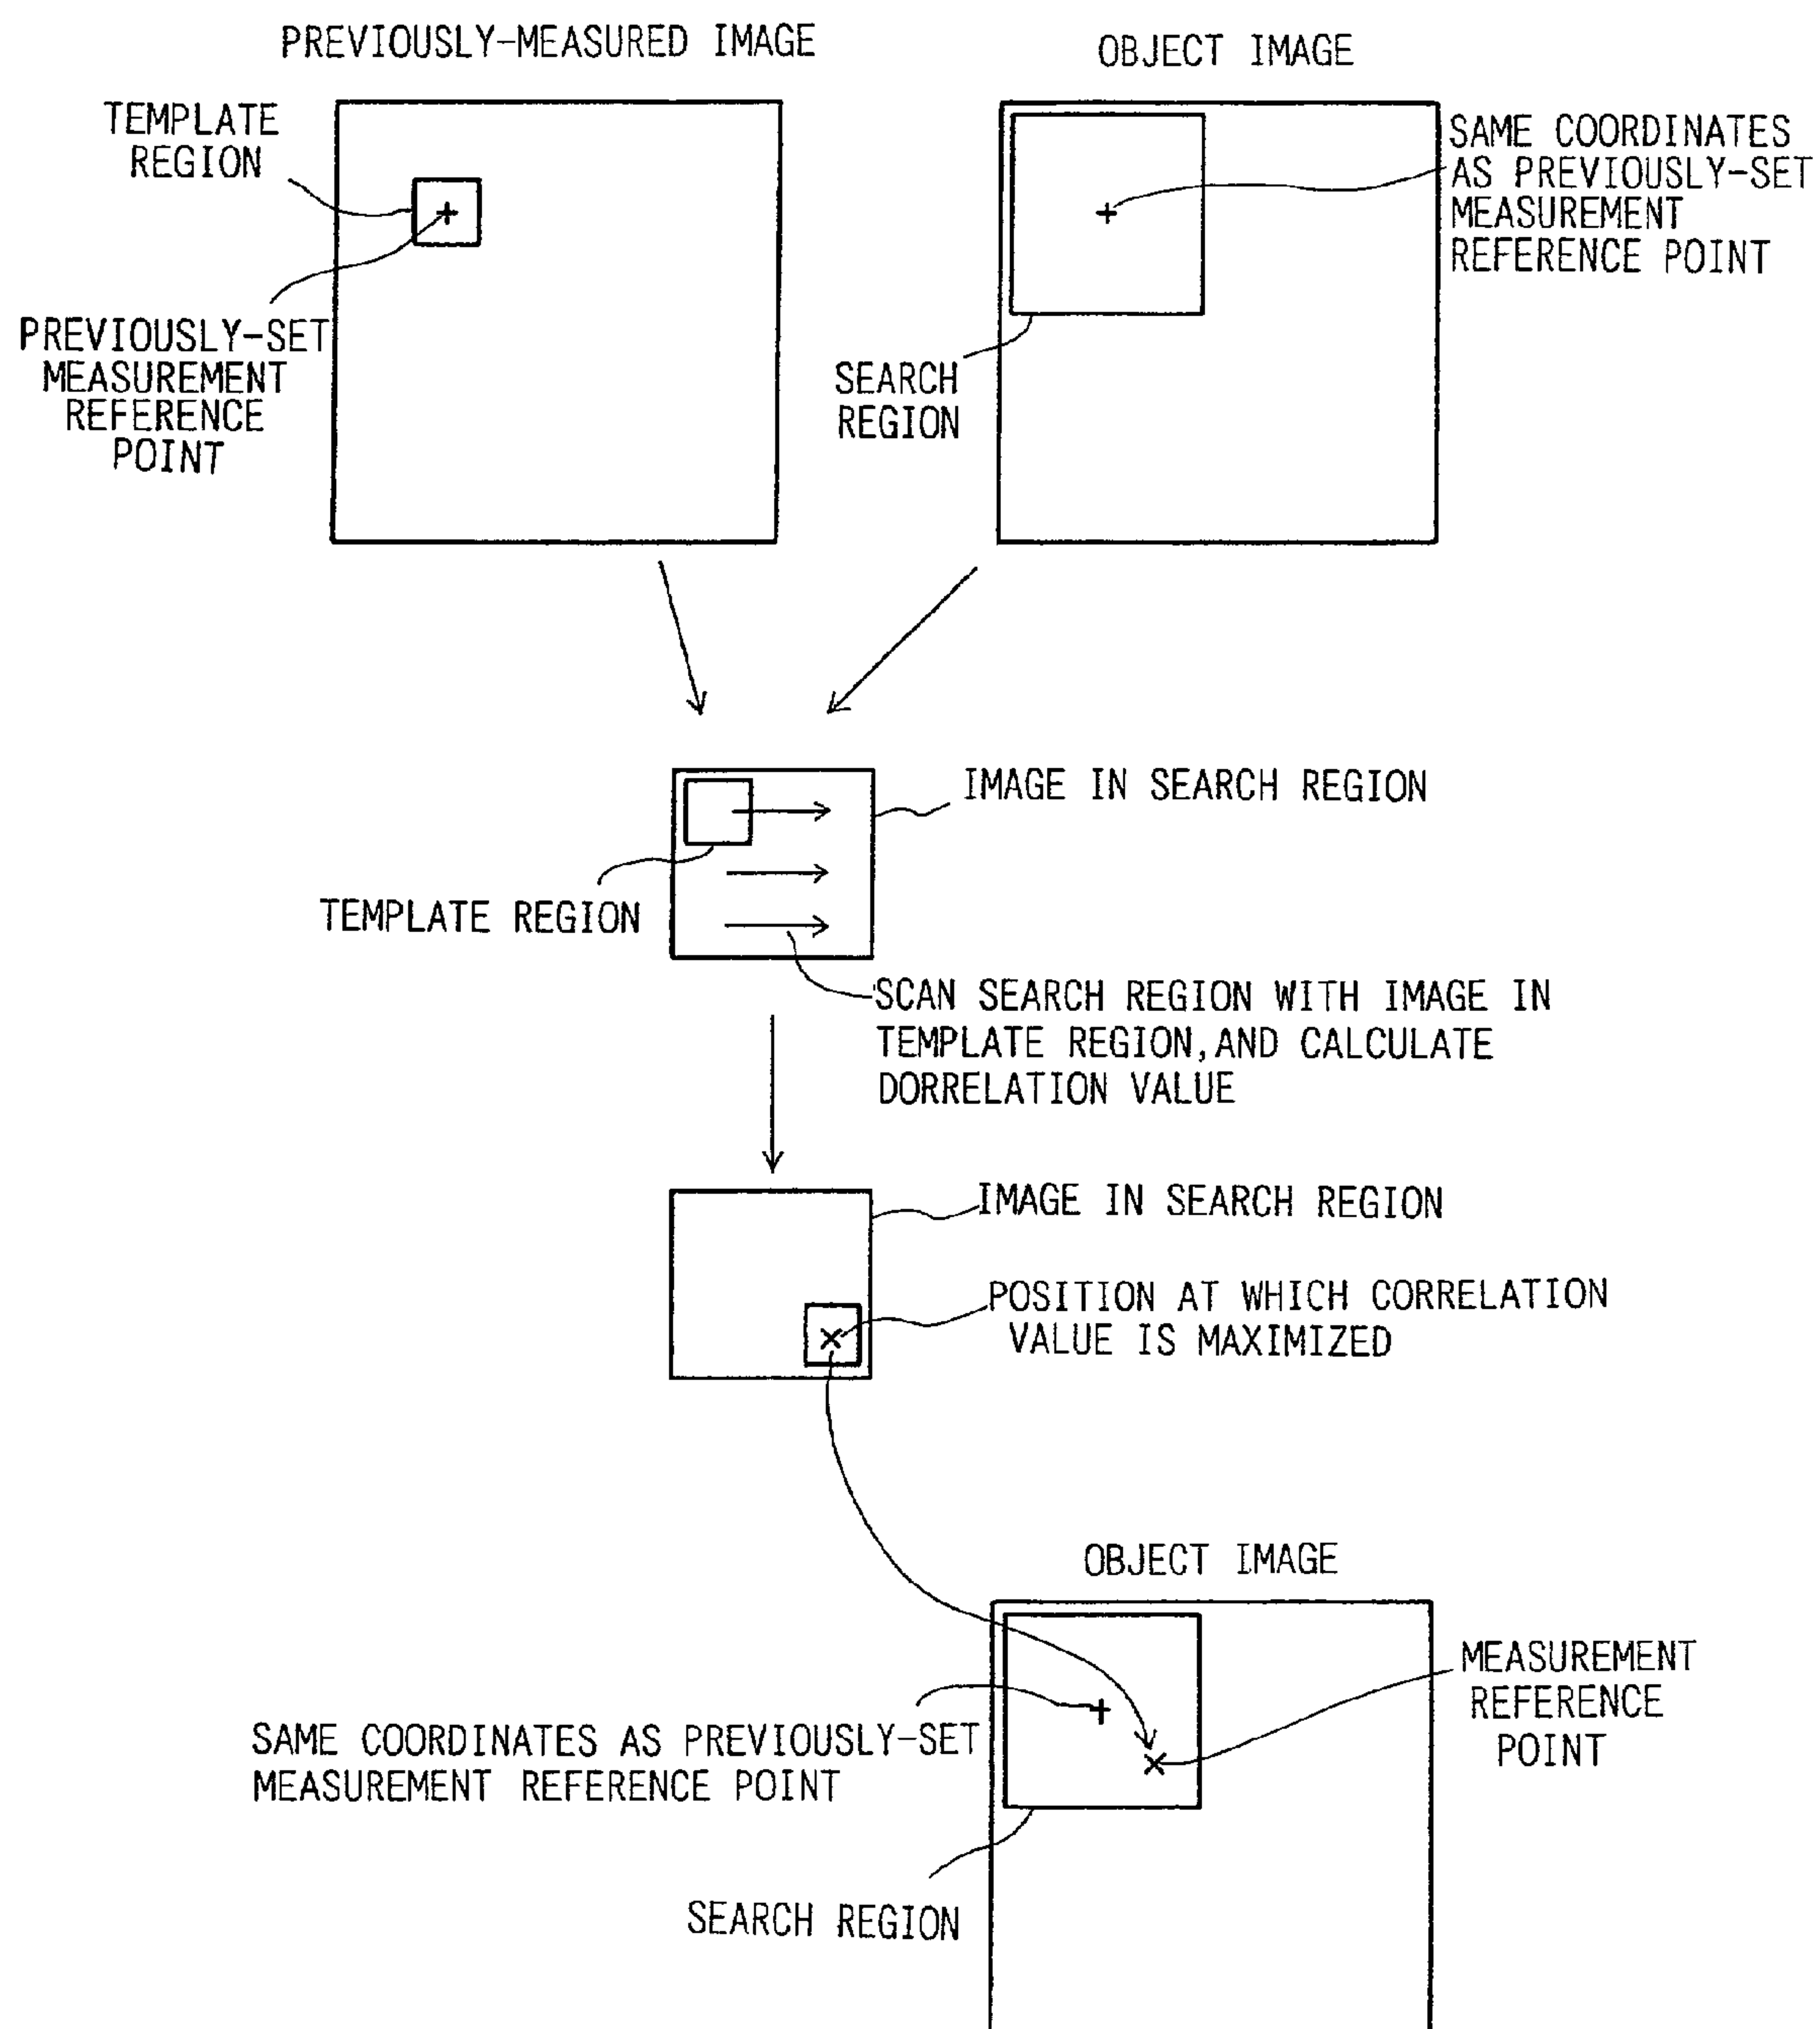 PREVIOUSLY-MEASURED IMAGE
OBJECT IMAGE
TEMPLATE
REGION
SAME COORDINATES
AS PREVIOUSLY-SET
MEASUREMENT
REFERENCE POINT
PREVIOUSLY-SET
MEASUREMENT
REFERENCE
POINT
SEARCH
REGION
IMAGE IN SEARCH REGION
TEMPLATE REGION
SCAN SEARCH REGION WITH IMAGE IN
TEMPLATE REGION,AND CALCULATE
DORRELATION VALUE
IMAGE IN SEARCH REGION
POSITION AT WHICH CORRELATION
VALUE IS MAXIMIZED
OBJECT IMAGE
MEASUREMENT
REFERENCE
POINT
SAME COORDINATES AS PREVIOUSLY-SET
MEASUREMENT REFERENCE POINT
SEARCH REGION